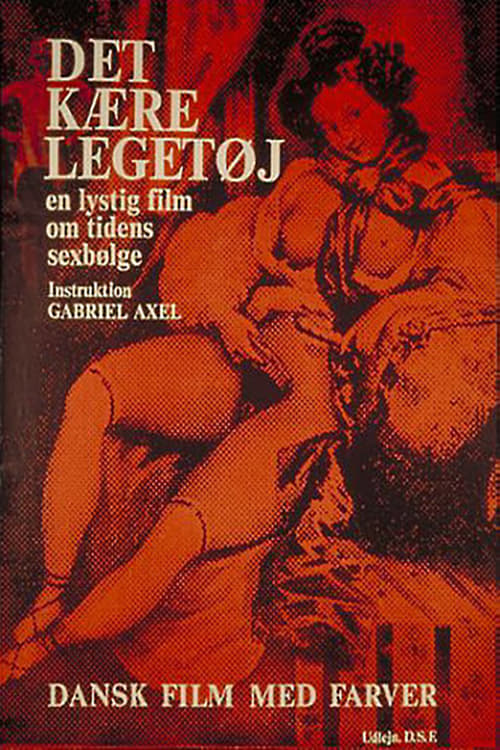 DET
KÆRE
LEGETØJ
en lystig film
om tidens
sexbølge
Instruktion
GABRIEL AXEL
DANSK FILM MED FARVER
Udlejn. D.S.F.